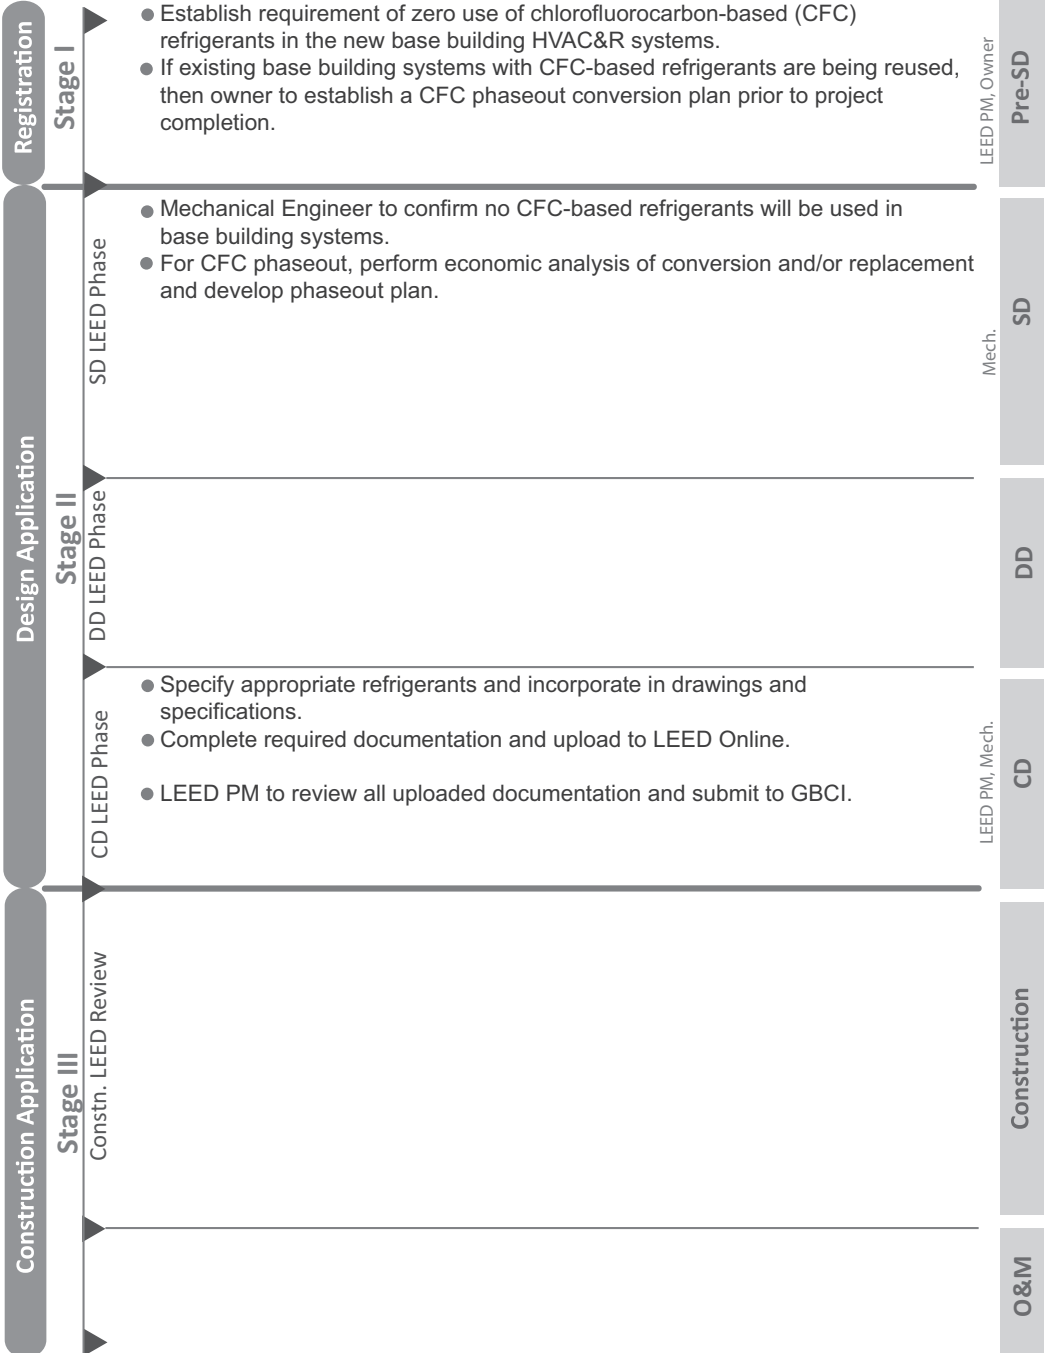 Registration
Stage I
● Establish requirement of zero use of chlorofluorocarbon-based (CFC)
refrigerants in the new base building HVAC&R systems.
● If existing base building systems with CFC-based refrigerants are being reused,
then owner to establish a CFC phaseout conversion plan prior to project
completion.
LEED PM, Owner
Pre-SD
Design Application
Stage II
SD LEED Phase
● Mechanical Engineer to confirm no CFC-based refrigerants will be used in
base building systems.
● For CFC phaseout, perform economic analysis of conversion and/or replacement
and develop phaseout plan.
Mech.
SD
DD LEED Phase
DD
CD LEED Phase
● Specify appropriate refrigerants and incorporate in drawings and
specifications.
● Complete required documentation and upload to LEED Online.
● LEED PM to review all uploaded documentation and submit to GBCI.
LEED PM, Mech.
CD
Construction Application
Stage III
Constn. LEED Review
Construction
O&M